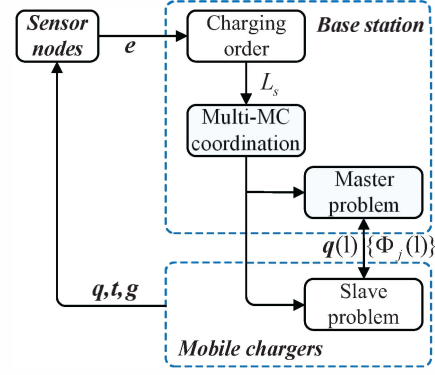 Sensor
nodes
e
Charging
order
Base station
L_s
Multi-MC
coordination
Master
problem
q(l) {Φ_j(l)}
q,t,g
Slave
problem
Mobile chargers